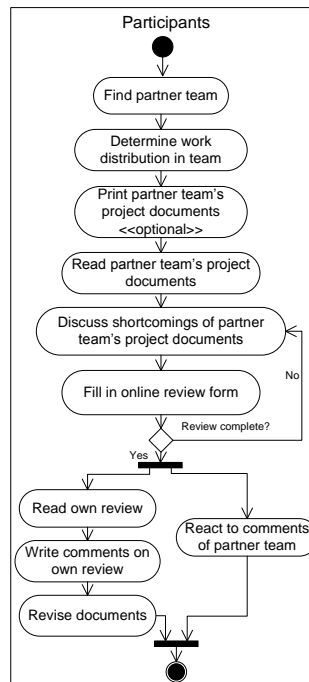 Participants
Find partner team
Determine work
distribution in team
Print partner team's
project documents
<<optional>>
Read partner team's project
documents
Discuss shortcomings of partner
team's project documents
No
Fill in online review form
Review complete?
Yes
Read own review
React to comments
of partner team
Write comments on
own review
Revise documents